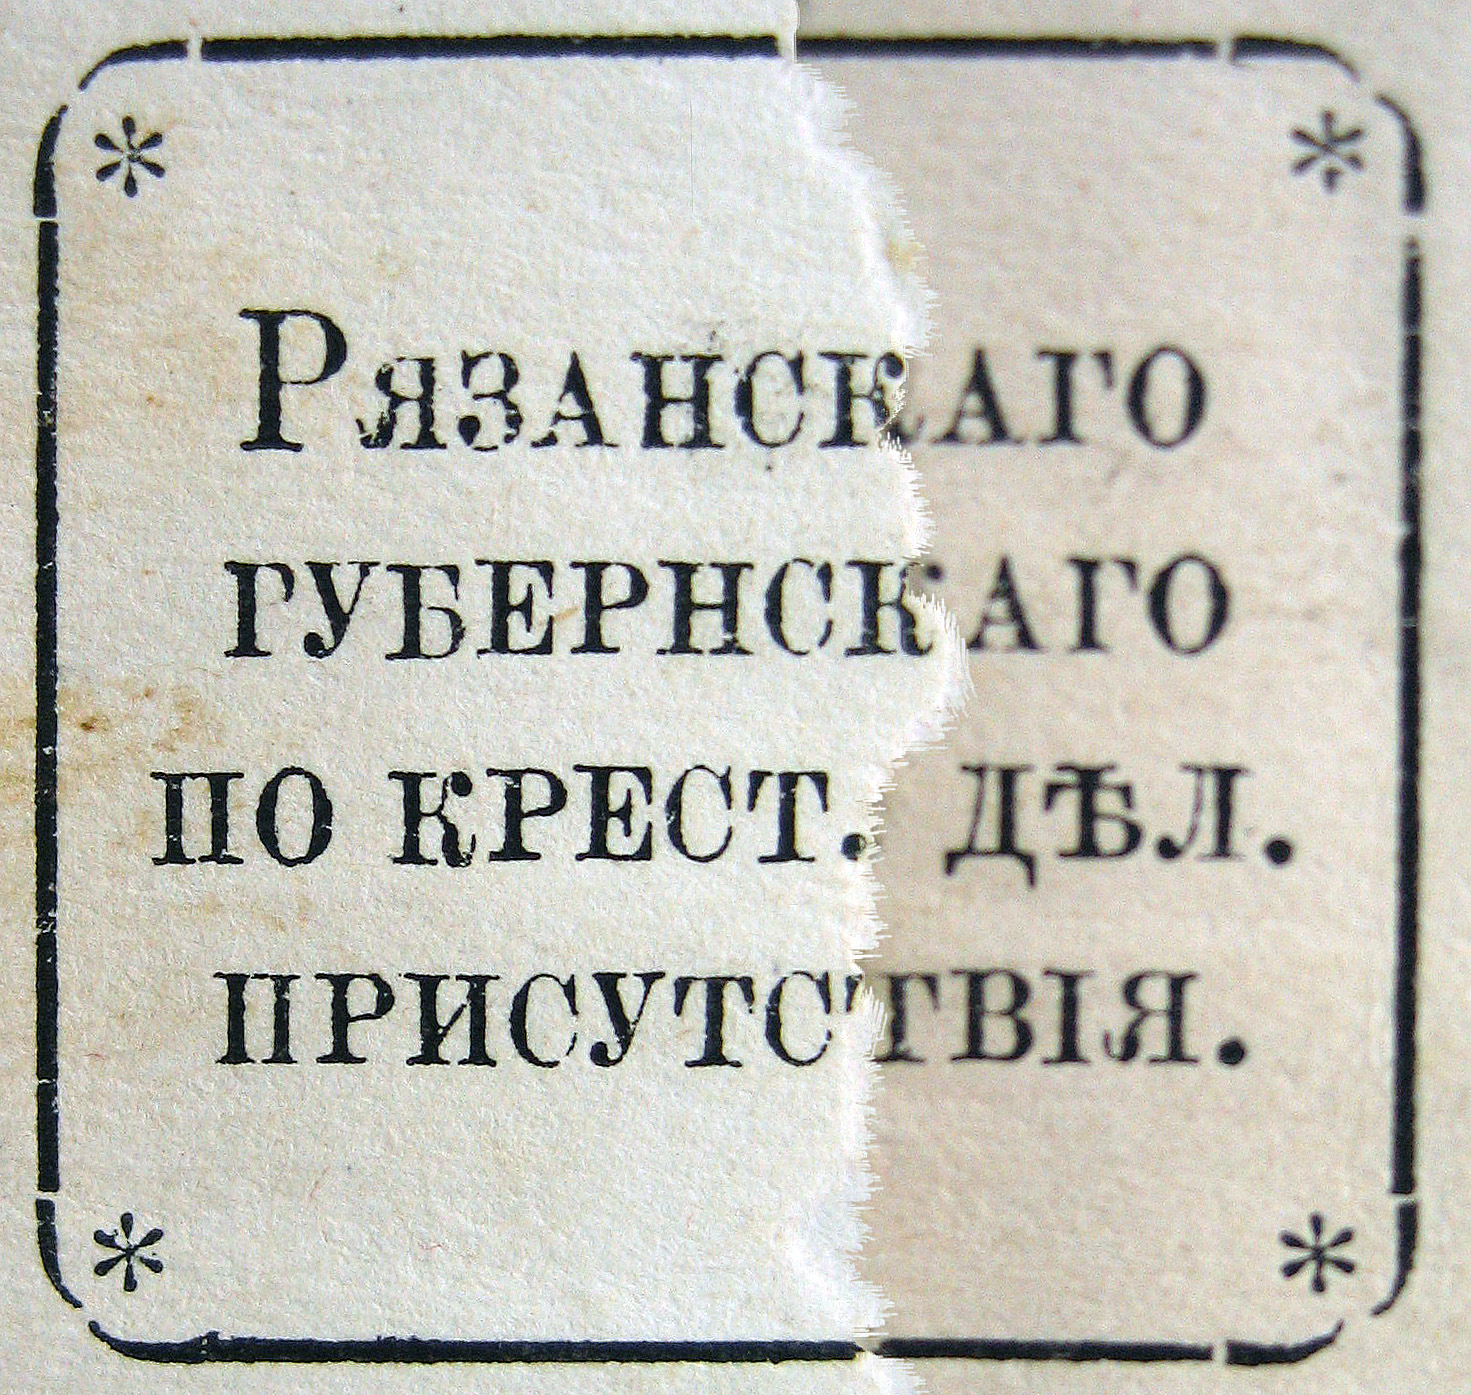 Рязанскаго
губернскаго
по крест. дѣл.
присутствія.